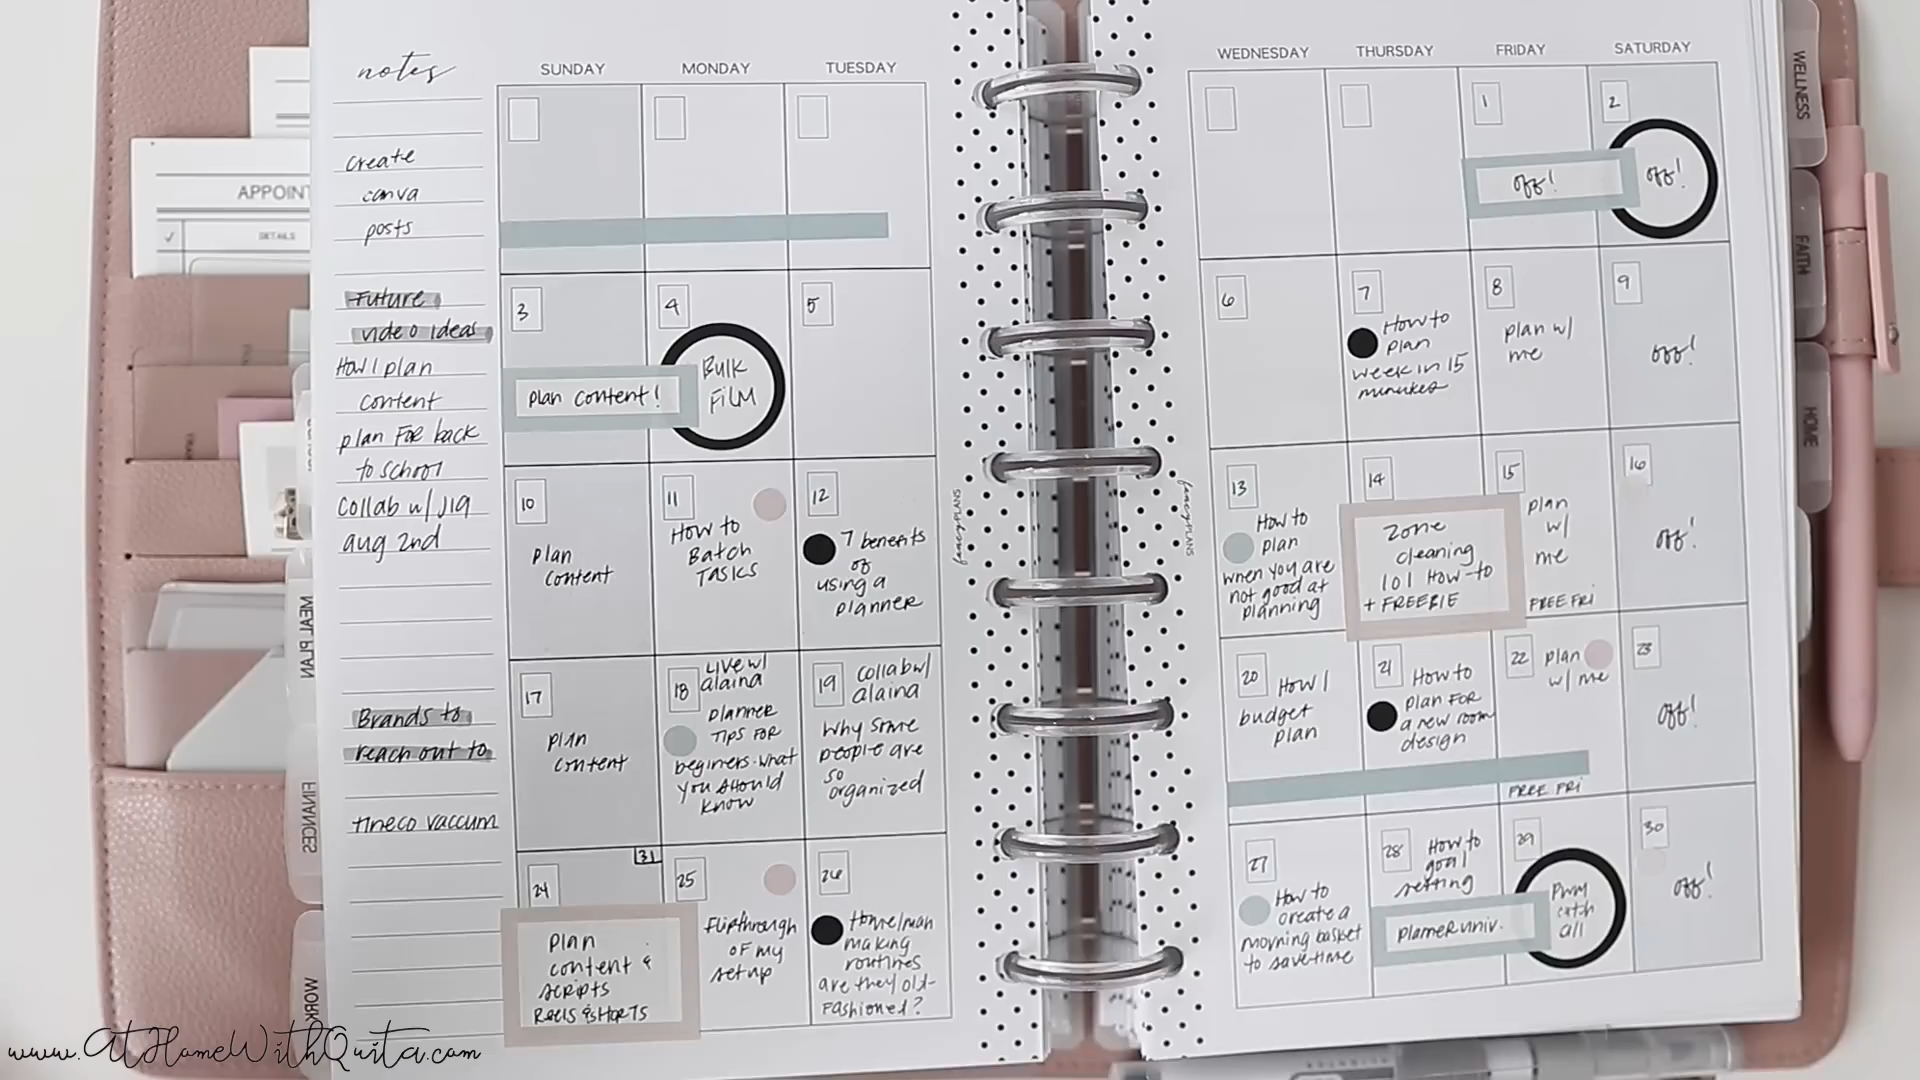 notes
create
canva
posts
Future
video ideas
How I plan
content
plan FOR back
to school
collab w/ JIG
aug 2nd
Brands to
reach out to
tineco vaccum
APPOINT
✓ DETAILS
MEAL PLAN
FINANCES
WORK
SUNDAY MONDAY TUESDAY
3
Plan content!
4
BULK
FILM
5
10
Plan
content
11
HOW TO
BATCH
TASKS
12
7 benefits
of
using a
planner
17
Plan
content
18
LIVE w/
alaina
planner
TIPS FOR
beginners-what
you should
know
19
collab w/
alaina
Why some
people are
so
organized
24
31
Plan
content &
scripts
REELS & SHORTS
25
Flipthrough
OF my
setup
26
Home/man
making
routines
are they old-
Fashioned?
fancyPLANS
fancyPLANS
WEDNESDAY THURSDAY FRIDAY SATURDAY
1
off!
2
off!
6
7
How to
plan
week in 15
minutes
8
plan w/
me
9
off!
13
How to
plan
when you are
not good at
planning
14
Zone
cleaning
101 How-to
+ FREEBIE
15
plan
w/
me
FREE FRI
16
off!
20
How I
budget
plan
21
How to
plan FOR
a new room
design
22
plan
w/ me
FREE FRI
23
off!
27
How to
create a
morning basket
to save time
28
How to
goal
setting
29
PWM
catch
all
30
off!
WELLNESS
FAITH
HOME
www.AtHomeWithQuita.com